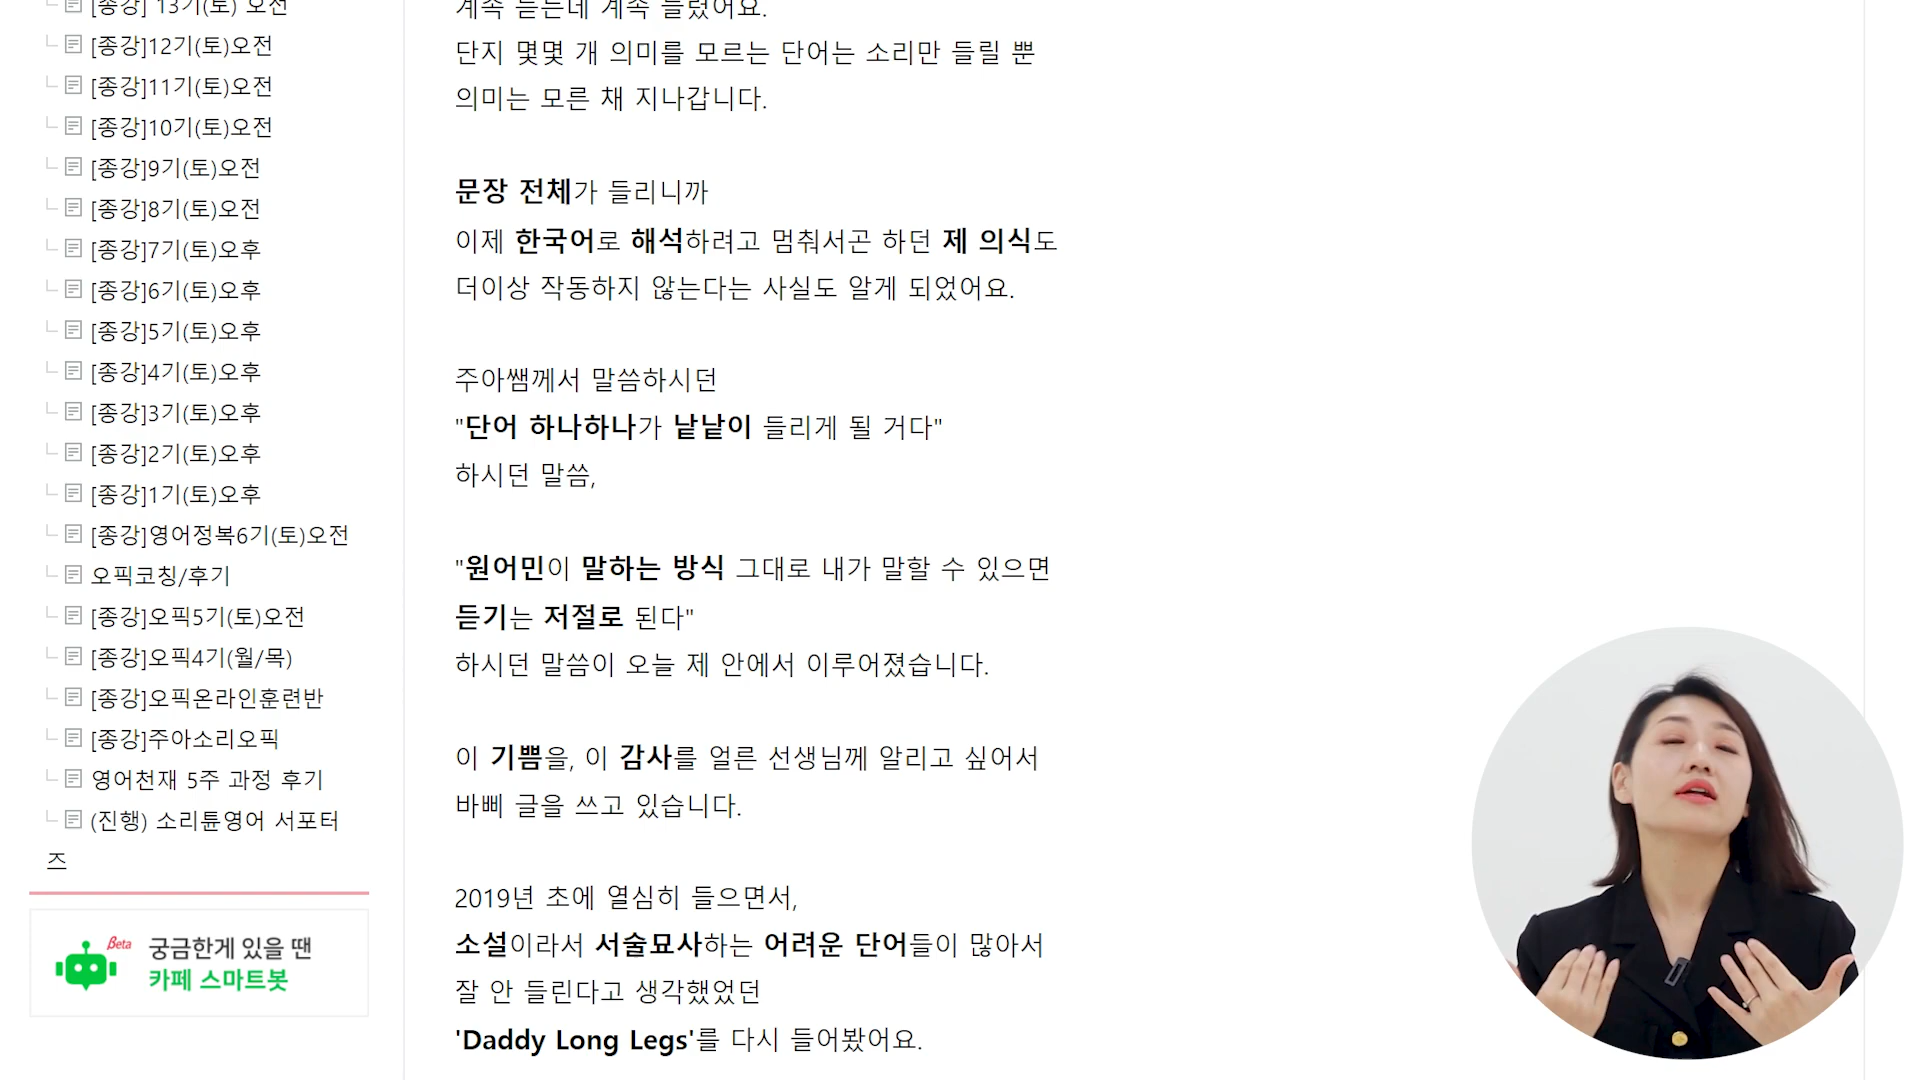 [종강] 13기(토) 오전
[종강]12기(토)오전
[종강]11기(토)오전
[종강]10기(토)오전
[종강]9기(토)오전
[종강]8기(토)오전
[종강]7기(토)오후
[종강]6기(토)오후
[종강]5기(토)오후
[종강]4기(토)오후
[종강]3기(토)오후
[종강]2기(토)오후
[종강]1기(토)오후
[종강]영어정복6기(토)오전
오픽코칭/후기
[종강]오픽5기(토)오전
[종강]오픽4기(월/목)
[종강]오픽온라인훈련반
[종강]주아소리오픽
영어천재 5주 과정 후기
(진행) 소리튠영어 서포터
즈
Beta
궁금한게 있을 땐
카페 스마트봇
계속 듣는데 계속 들렸어요.
단지 몇몇 개 의미를 모르는 단어는 소리만 들릴 뿐
의미는 모른 채 지나갑니다.
문장 전체가 들리니까
이제 한국어로 해석하려고 멈춰서곤 하던 제 의식도
더이상 작동하지 않는다는 사실도 알게 되었어요.
주아쌤께서 말씀하시던
"단어 하나하나가 낱낱이 들리게 될 거다"
하시던 말씀,
"원어민이 말하는 방식 그대로 내가 말할 수 있으면
듣기는 저절로 된다"
하시던 말씀이 오늘 제 안에서 이루어졌습니다.
이 기쁨을, 이 감사를 얼른 선생님께 알리고 싶어서
바삐 글을 쓰고 있습니다.
2019년 초에 열심히 들으면서,
소설이라서 서술묘사하는 어려운 단어들이 많아서
잘 안 들린다고 생각했었던
'Daddy Long Legs'를 다시 들어봤어요.